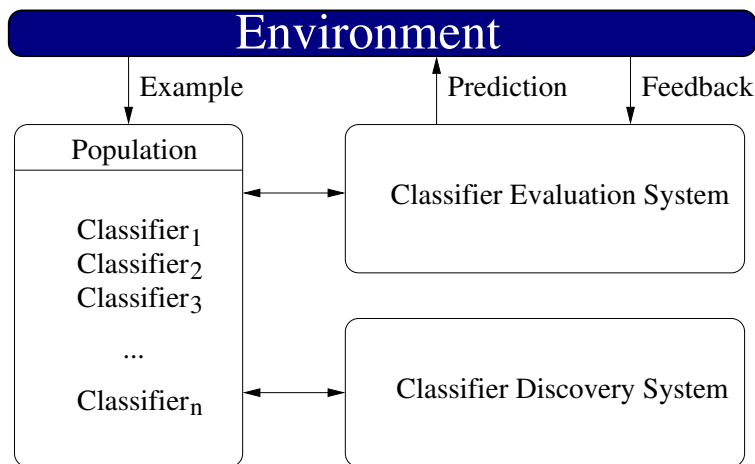 Environment
Example
Prediction
Feedback
Population
Classifier Evaluation System
Classifier1
Classifier2
Classifier3
...
Classifiern
Classifier Discovery System